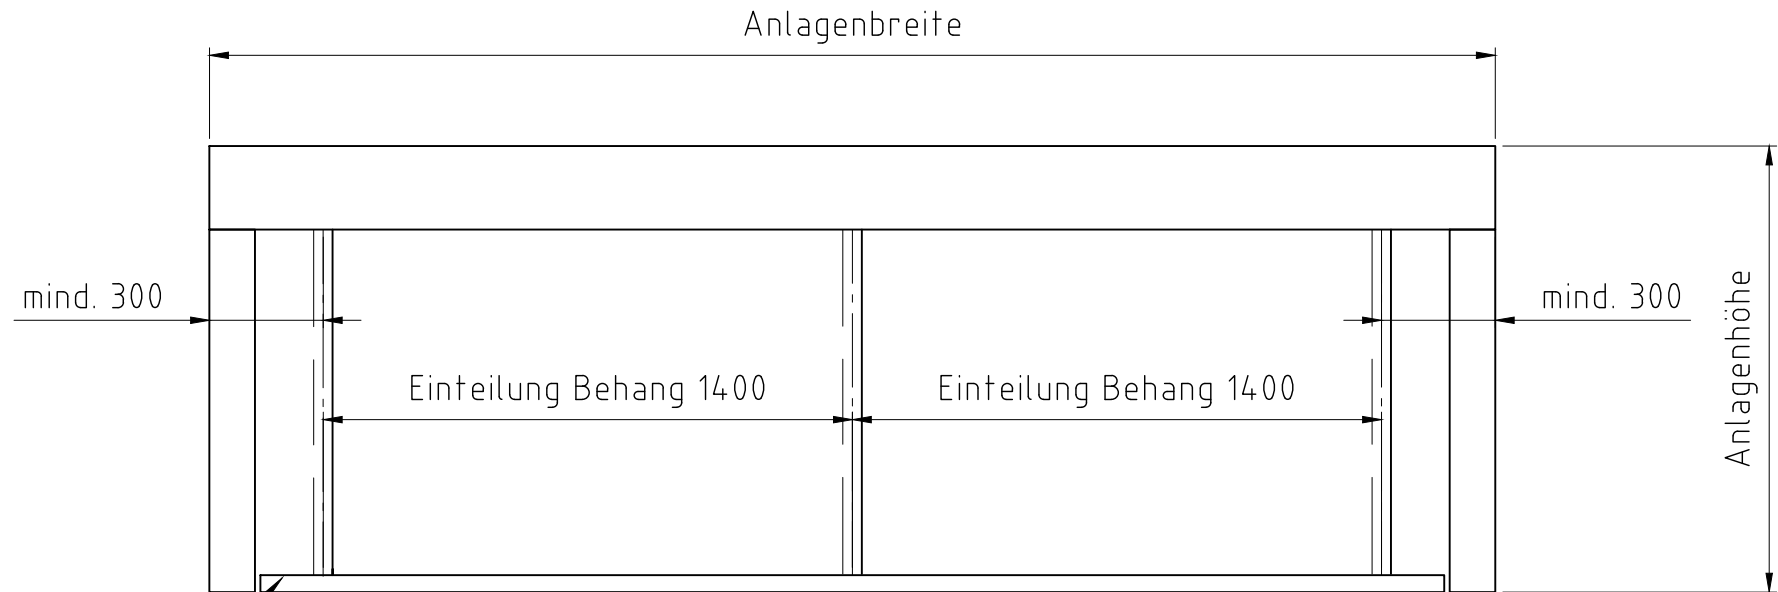 Anlagenbreite
mind. 300
mind. 300
Einteilung Behang 1400
Einteilung Behang 1400
Anlagenhöhe